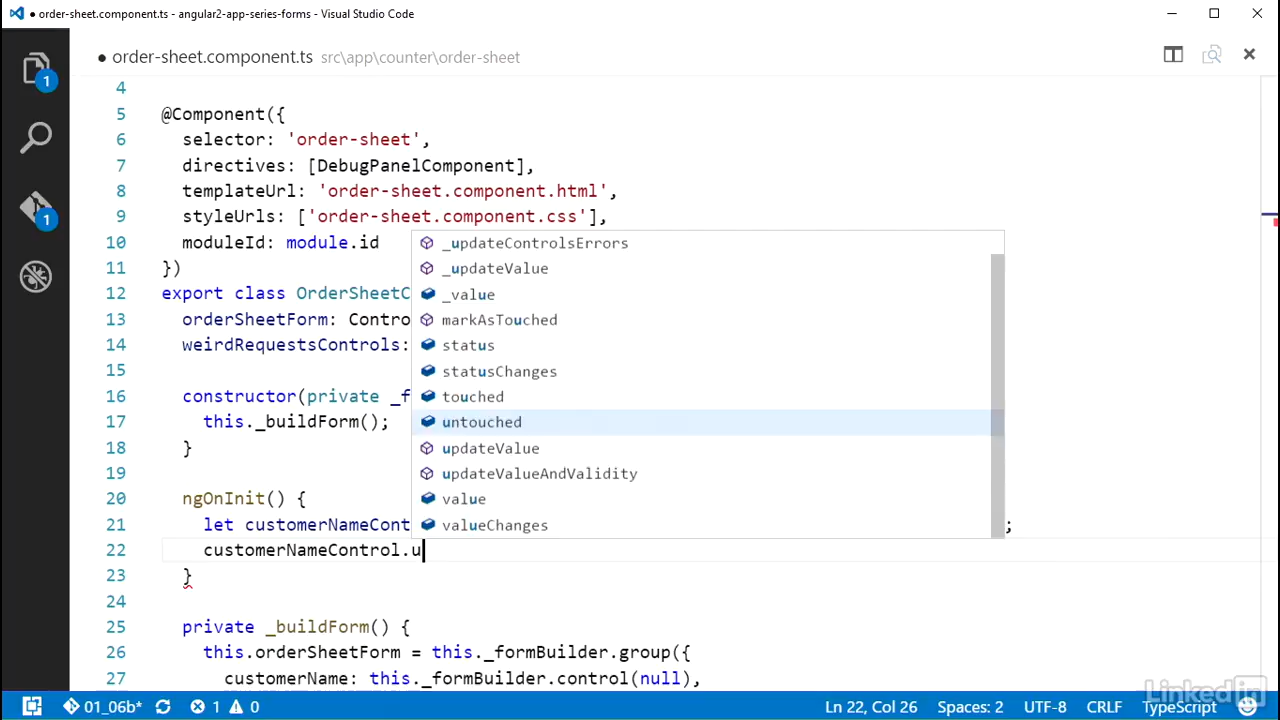 ● order-sheet.component.ts - angular2-app-series-forms - Visual Studio Code
● order-sheet.component.ts src\app\counter\order-sheet
1
1
4
5 @Component({
6 selector: 'order-sheet',
7 directives: [DebugPanelComponent],
8 templateUrl: 'order-sheet.component.html',
9 styleUrls: ['order-sheet.component.css'],
10 moduleId: module.id
11 })
12 export class OrderSheetC
13 orderSheetForm: Contro
14 weirdRequestsControls:
15
16 constructor(private _f
17 this._buildForm();
18 }
19
20 ngOnInit() {
21 let customerNameCont ;
22 customerNameControl.u
23 }
24
25 private _buildForm() {
26 this.orderSheetForm = this._formBuilder.group({
27 customerName: this._formBuilder.control(null),
_updateControlsErrors
_updateValue
_value
markAsTouched
status
statusChanges
touched
untouched
updateValue
updateValueAndValidity
value
valueChanges
01_06b* 1 0 Ln 22, Col 26 Spaces: 2 UTF-8 CRLF TypeScript
Linked in